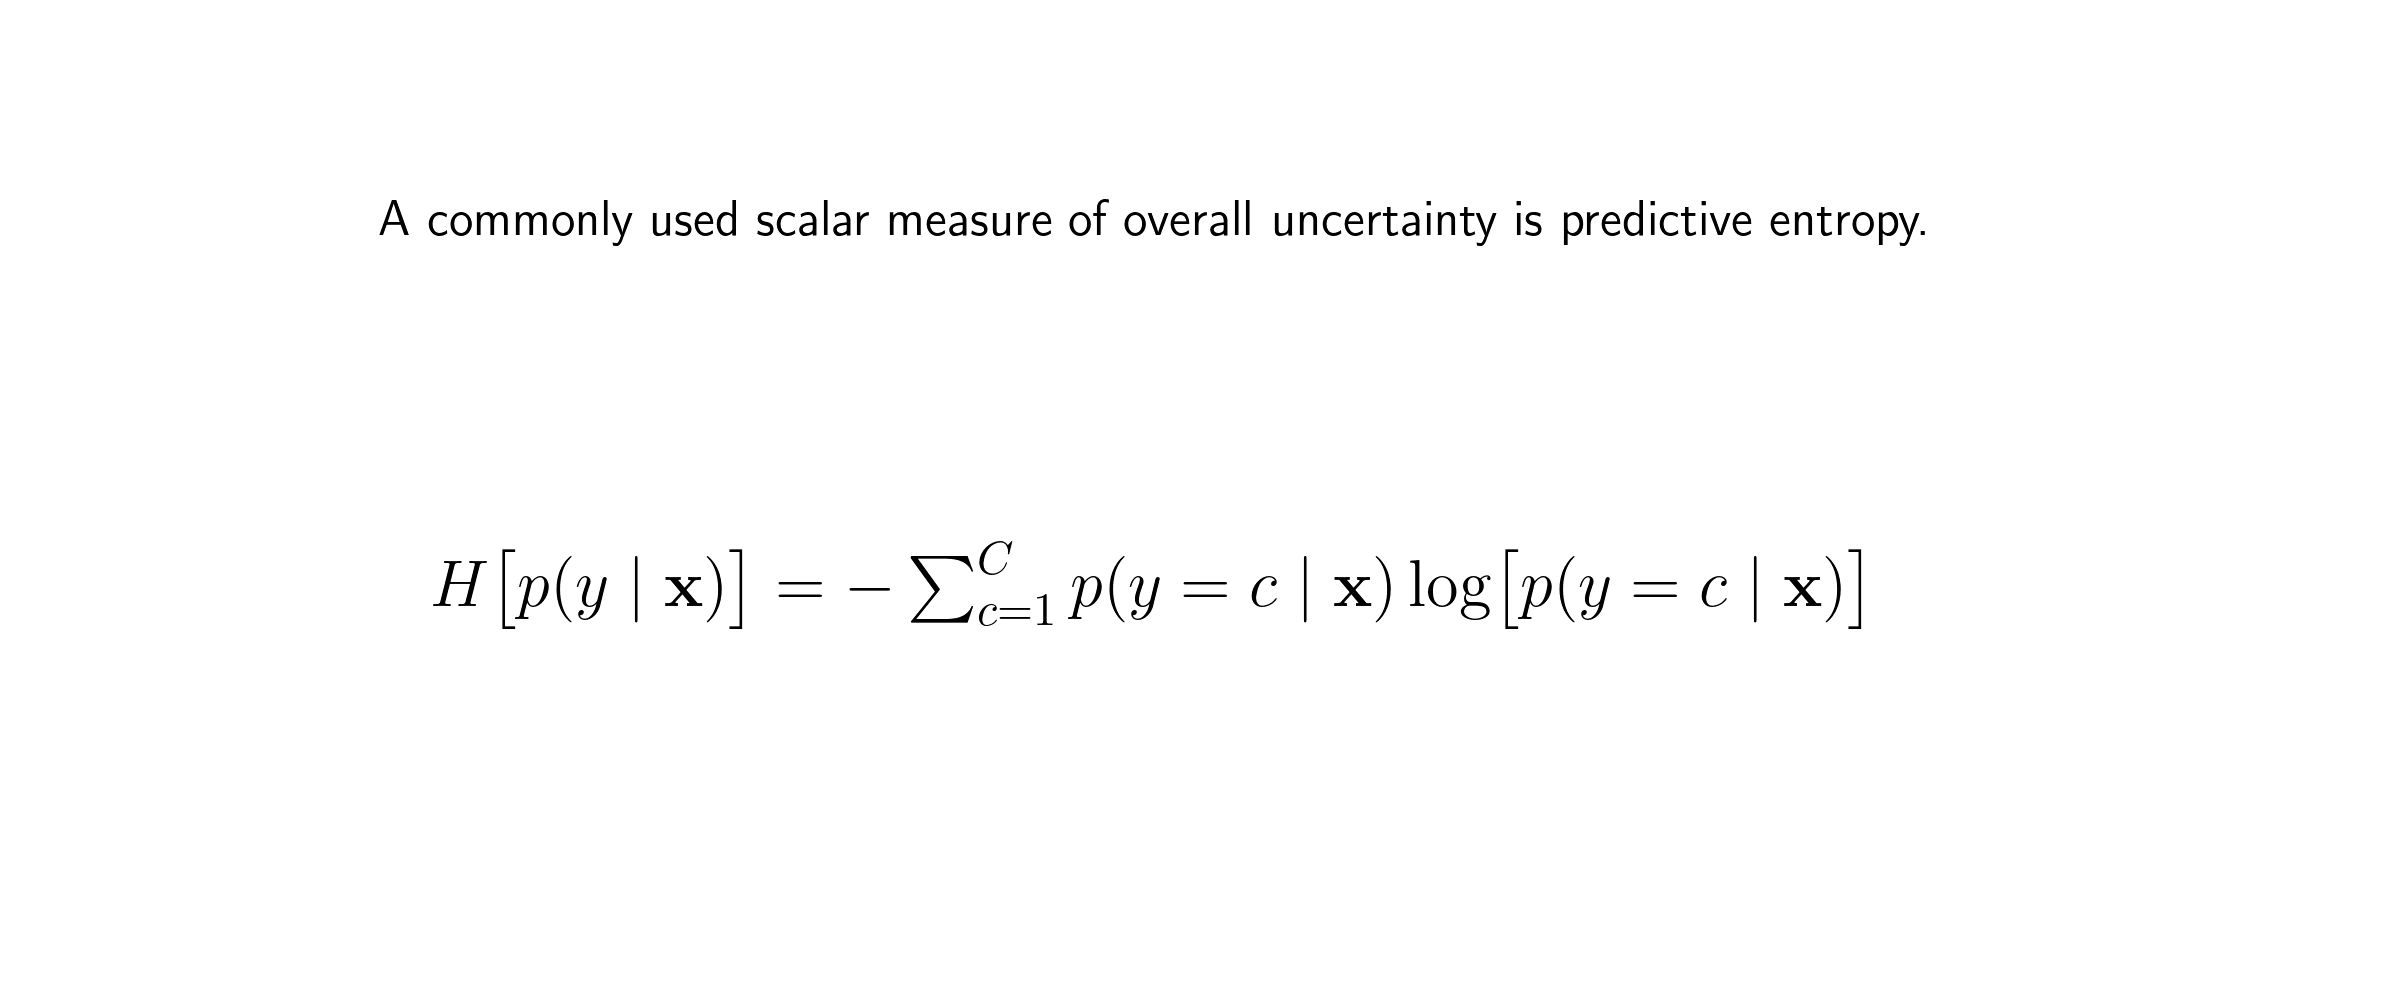 A commonly used scalar measure of overall uncertainty is predictive entropy.
$H\big[p(y \mid \mathbf{x})\big] = -\sum_{c=1}^{C} p(y = c \mid \mathbf{x}) \log\big[p(y = c \mid \mathbf{x})\big]$